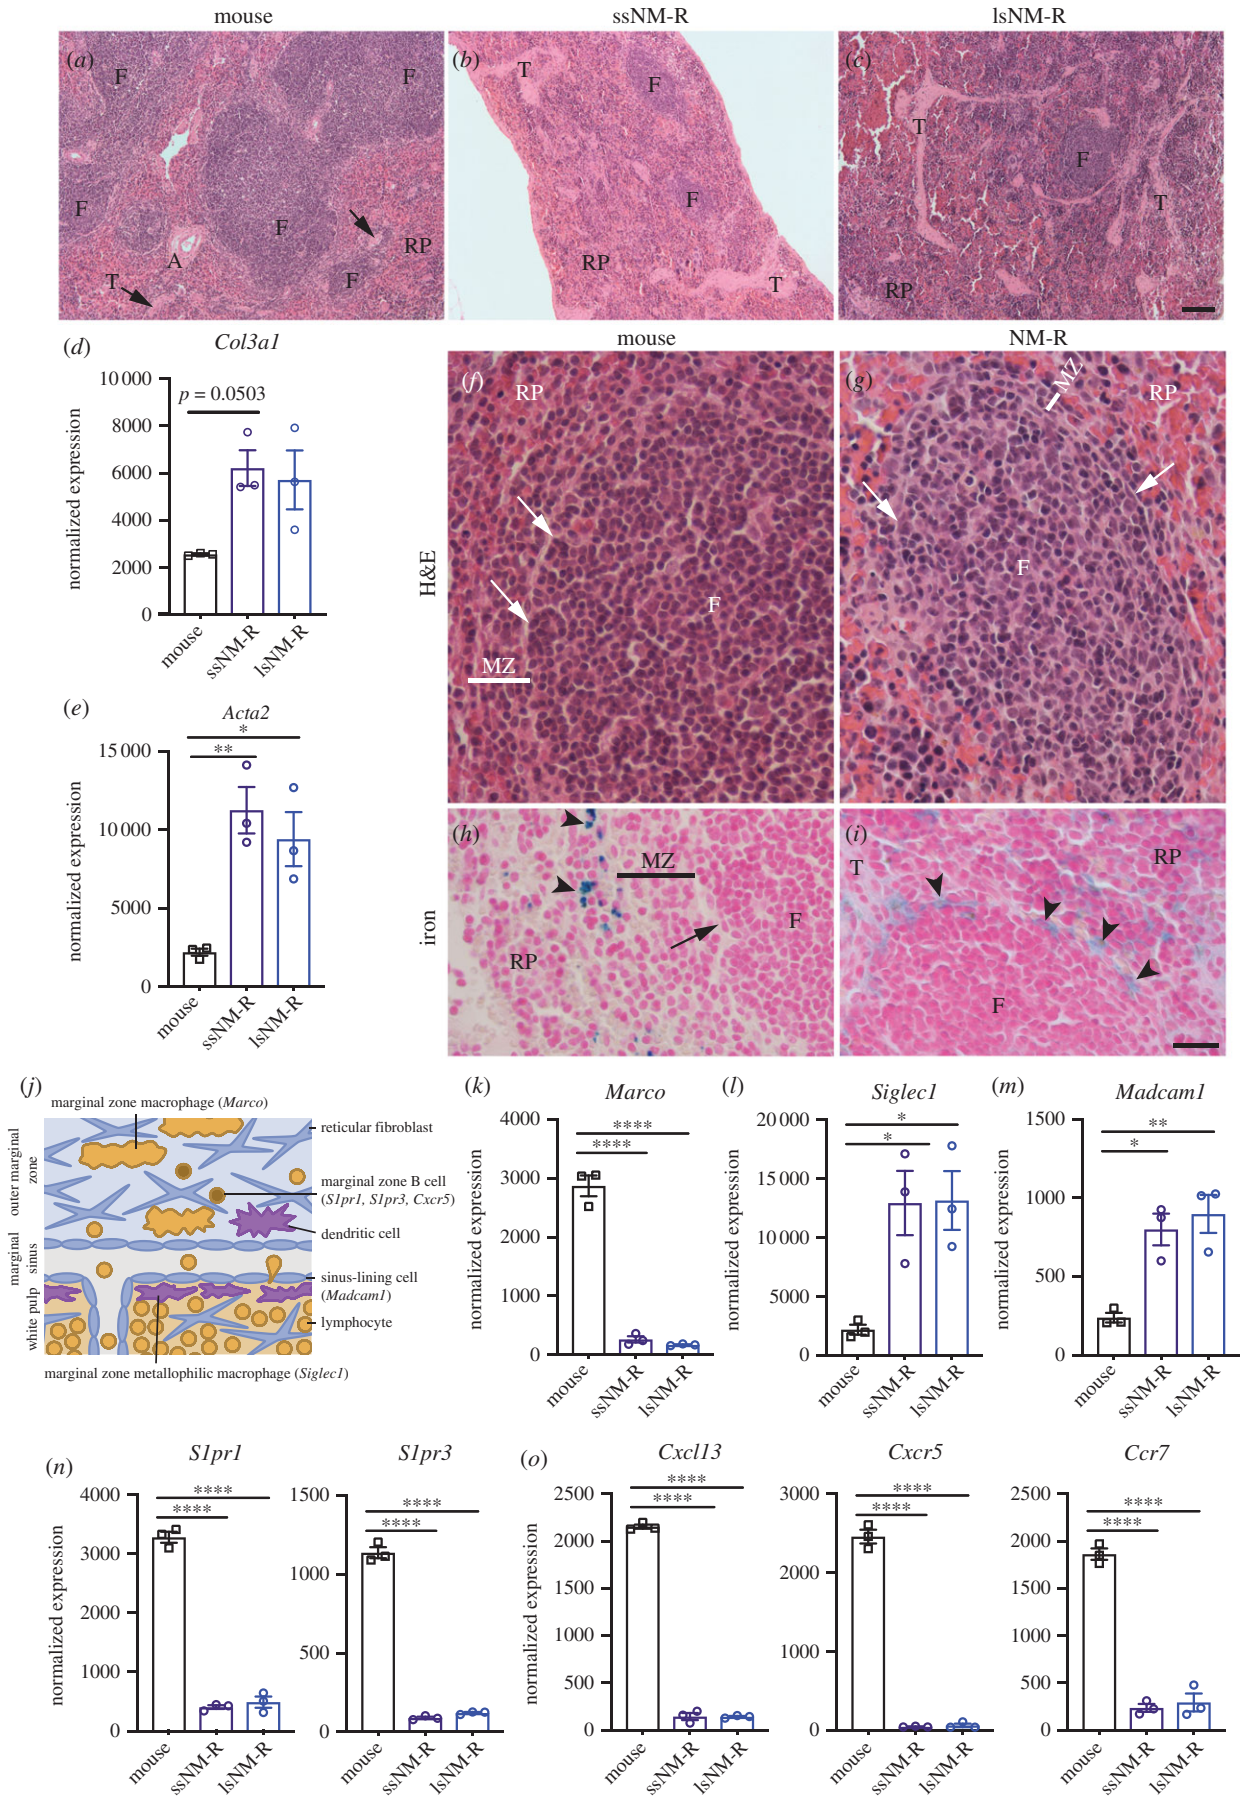 mouse
ssNM-R
lsNM-R
(a)
F
F
F
F
F
A
T
RP
(b)
T
F
F
RP
T
(c)
T
F
T
RP
(d)
Col3a1
normalized expression
10 000
8000
6000
4000
2000
0
p = 0.0503
mouse
ssNM-R
lsNM-R
(e)
Acta2
normalized expression
15 000
10 000
5000
0
*
**
mouse
ssNM-R
lsNM-R
mouse
NM-R
H&E
(f)
RP
F
MZ
(g)
MZ
RP
F
iron
(h)
MZ
RP
F
(i)
T
RP
F
(j)
marginal zone macrophage (Marco)
outer marginal
zone
marginal
sinus
white pulp
reticular fibroblast
marginal zone B cell
(S1pr1, S1pr3, Cxcr5)
dendritic cell
sinus-lining cell
(Madcam1)
lymphocyte
marginal zone metallophilic macrophage (Siglec1)
(k)
Marco
normalized expression
4000
3000
2000
1000
0
****
****
mouse
ssNM-R
lsNM-R
(l)
Siglec1
normalized expression
20 000
15 000
10 000
5000
0
*
*
mouse
ssNM-R
lsNM-R
(m)
Madcam1
normalized expression
1500
1000
500
0
**
*
mouse
ssNM-R
lsNM-R
(n)
S1pr1
normalized expression
4000
3000
2000
1000
0
****
****
mouse
ssNM-R
lsNM-R
S1pr3
1500
1000
500
0
****
****
mouse
ssNM-R
lsNM-R
(o)
Cxcl13
normalized expression
2500
2000
1500
1000
500
0
****
****
mouse
ssNM-R
lsNM-R
Cxcr5
3000
2000
1000
0
****
****
mouse
ssNM-R
lsNM-R
Ccr7
2500
2000
1500
1000
500
0
****
****
mouse
ssNM-R
lsNM-R